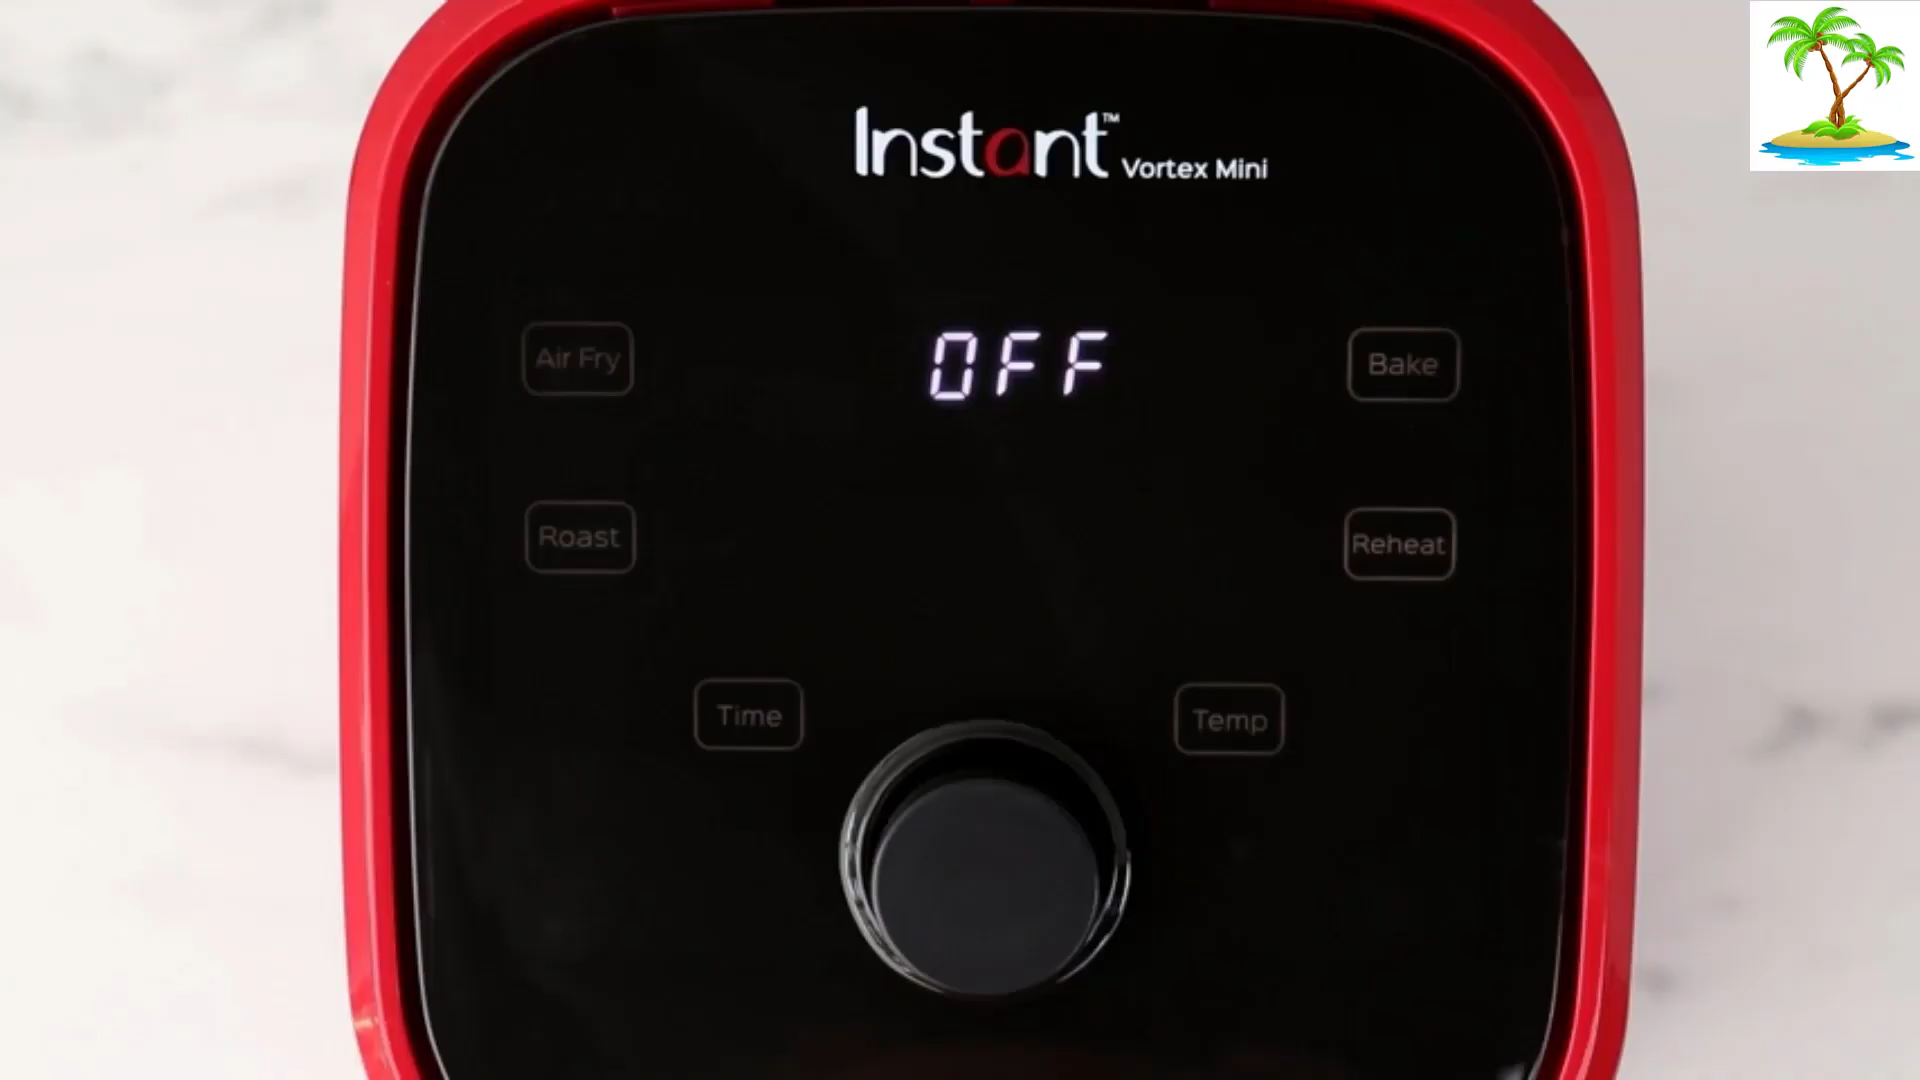 Instant™ Vortex Mini
Air Fry
OFF
Bake
Roast
Reheat
Time
Temp